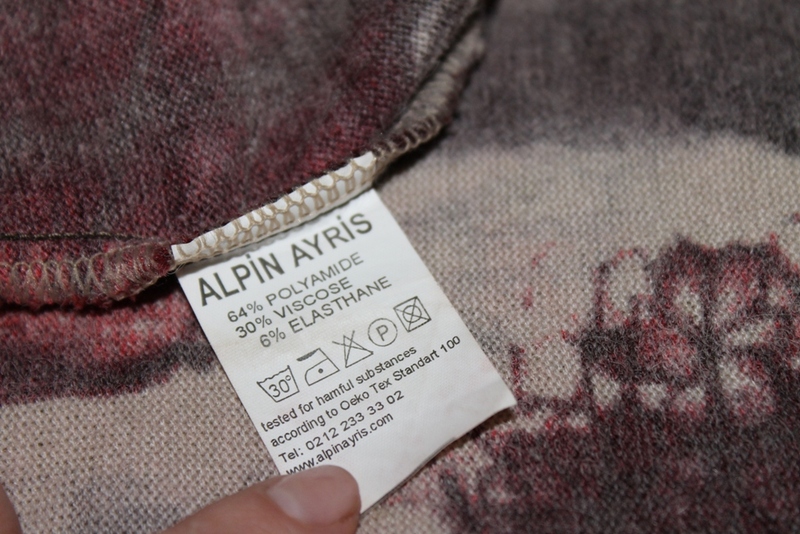 ALPİN AYRİS
64% POLYAMIDE
30% VISCOSE
6% ELASTHANE
30° P
tested for harmful substances
according to Oeko Tex Standart 100
Tel: 0212 233 33 02
www.alpinayris.com